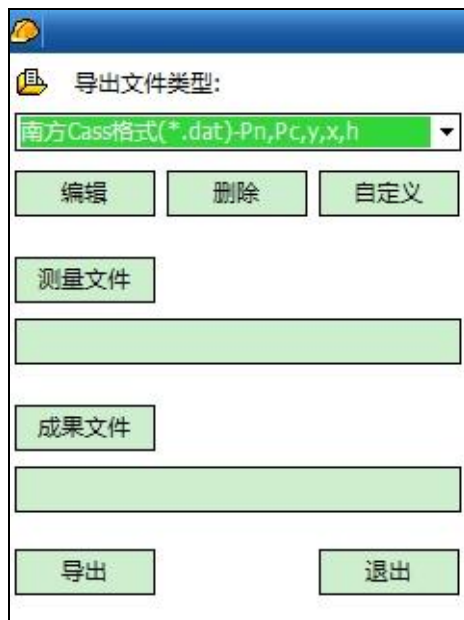 导出文件类型:
南方Cass格式(*.dat)-Pn,Pc,y,x,h
编辑 删除 自定义
测量文件
成果文件
导出 退出